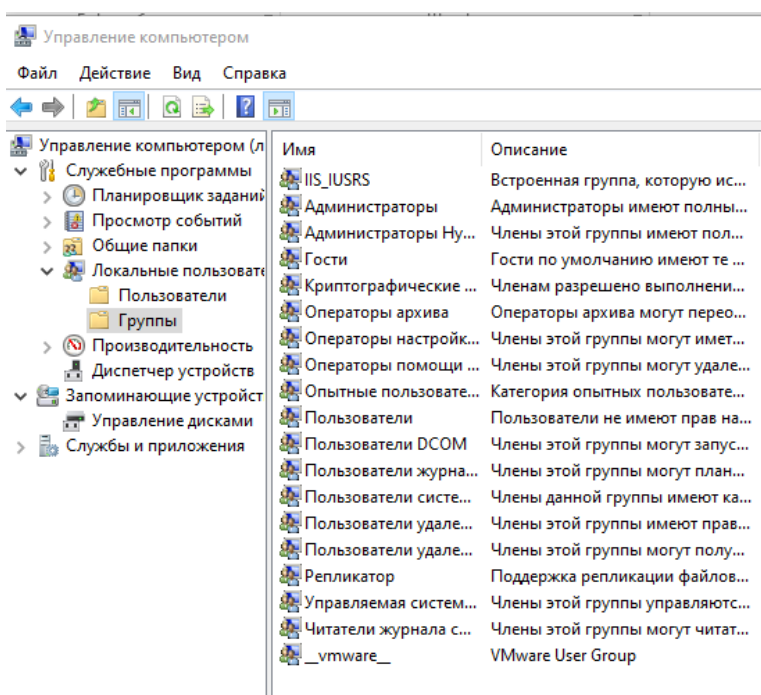 Управление компьютером
Файл Действие Вид Справка
Управление компьютером (л
Служебные программы
Планировщик заданий
Просмотр событий
Общие папки
Локальные пользовате
Пользователи
Группы
Производительность
Диспетчер устройств
Запоминающие устройст
Управление дисками
Службы и приложения
Имя Описание
IIS_IUSRS Встроенная группа, которую ис...
Администраторы Администраторы имеют полны...
Администраторы Hy... Члены этой группы имеют пол...
Гости Гости по умолчанию имеют те ...
Криптографические ... Членам разрешено выполнени...
Операторы архива Операторы архива могут перео...
Операторы настройк... Члены этой группы могут имет...
Операторы помощи ... Члены этой группы могут удале...
Опытные пользовате... Категория опытных пользовате...
Пользователи Пользователи не имеют прав на...
Пользователи DCOM Члены этой группы могут запус...
Пользователи журна... Члены этой группы могут план...
Пользователи систе... Члены данной группы имеют ка...
Пользователи удале... Члены этой группы имеют прав...
Пользователи удале... Члены этой группы могут полу...
Репликатор Поддержка репликации файлов...
Управляемая систем... Члены этой группы управляютс...
Читатели журнала с... Члены этой группы могут читат...
__vmware__ VMware User Group